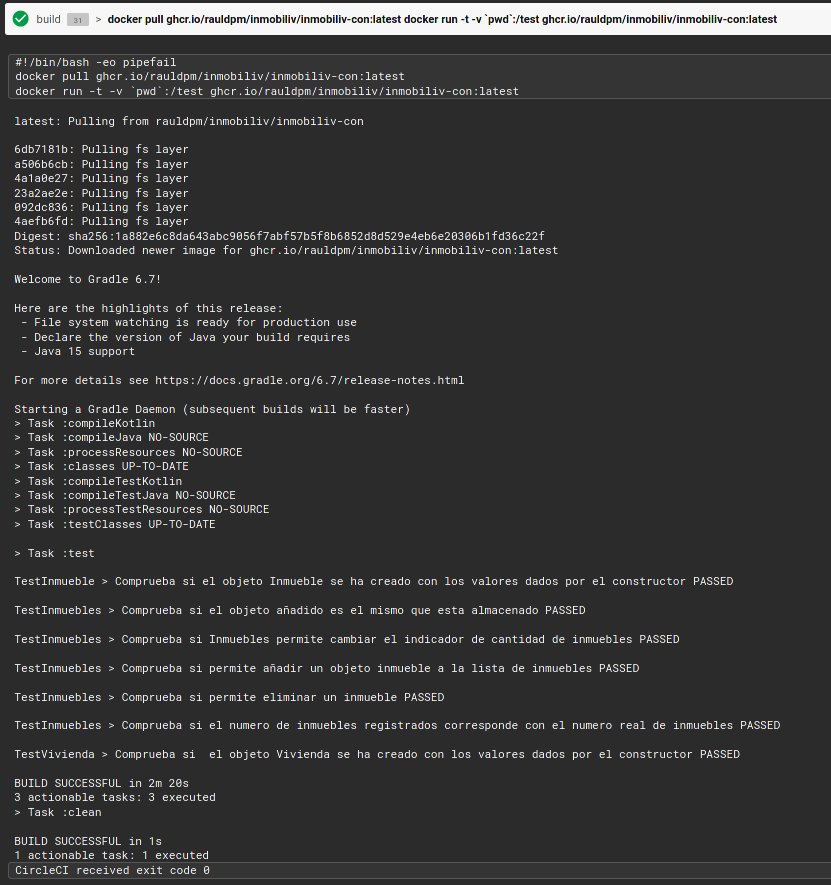 build 31 > docker pull ghcr.io/rauldpm/inmobiliv/inmobiliv-con:latest docker run -t -v `pwd`:/test ghcr.io/rauldpm/inmobiliv/inmobiliv-con:latest
#!/bin/bash -eo pipefail
docker pull ghcr.io/rauldpm/inmobiliv/inmobiliv-con:latest
docker run -t -v `pwd`:/test ghcr.io/rauldpm/inmobiliv/inmobiliv-con:latest
latest: Pulling from rauldpm/inmobiliv/inmobiliv-con
6db7181b: Pulling fs layer
a506b6cb: Pulling fs layer
4a1a0e27: Pulling fs layer
23a2ae2e: Pulling fs layer
092dc836: Pulling fs layer
4aefb6fd: Pulling fs layer
Digest: sha256:1a882e6c8da643abc9056f7abf57b5f8b6852d8d529e4eb6e20306b1fd36c22f
Status: Downloaded newer image for ghcr.io/rauldpm/inmobiliv/inmobiliv-con:latest
Welcome to Gradle 6.7!
Here are the highlights of this release:
- File system watching is ready for production use
- Declare the version of Java your build requires
- Java 15 support
For more details see https://docs.gradle.org/6.7/release-notes.html
Starting a Gradle Daemon (subsequent builds will be faster)
> Task :compileKotlin
> Task :compileJava NO-SOURCE
> Task :processResources NO-SOURCE
> Task :classes UP-TO-DATE
> Task :compileTestKotlin
> Task :compileTestJava NO-SOURCE
> Task :processTestResources NO-SOURCE
> Task :testClasses UP-TO-DATE
> Task :test
TestInmueble > Comprueba si el objeto Inmueble se ha creado con los valores dados por el constructor PASSED
TestInmuebles > Comprueba si el objeto añadido es el mismo que esta almacenado PASSED
TestInmuebles > Comprueba si Inmuebles permite cambiar el indicador de cantidad de inmuebles PASSED
TestInmuebles > Comprueba si permite añadir un objeto inmueble a la lista de inmuebles PASSED
TestInmuebles > Comprueba si permite eliminar un inmueble PASSED
TestInmuebles > Comprueba si el numero de inmuebles registrados corresponde con el numero real de inmuebles PASSED
TestVivienda > Comprueba si  el objeto Vivienda se ha creado con los valores dados por el constructor PASSED
BUILD SUCCESSFUL in 2m 20s
3 actionable tasks: 3 executed
> Task :clean
BUILD SUCCESSFUL in 1s
1 actionable task: 1 executed
CircleCI received exit code 0